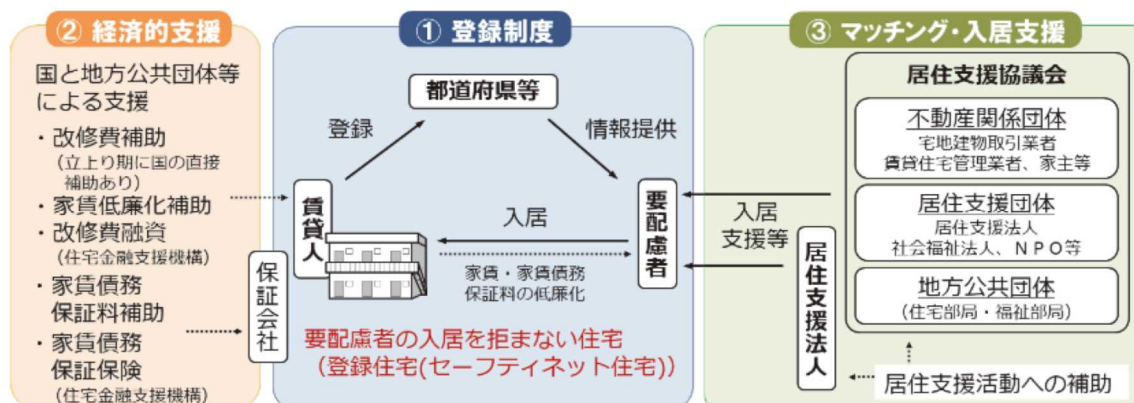 ② 経済的支援
国と地方公共団体等
による支援
・改修費補助
（立上り期に国の直接
補助あり）
・家賃低廉化補助
・改修費融資
（住宅金融支援機構）
・家賃債務
保証料補助
・家賃債務
保証保険
（住宅金融支援機構）
保証会社
① 登録制度
都道府県等
登録
情報提供
賃貸人
要配慮者
入居
家賃・家賃債務
保証料の低廉化
要配慮者の入居を拒まない住宅
（登録住宅(セーフティネット住宅)）
③ マッチング・入居支援
居住支援協議会
不動産関係団体
宅地建物取引業者
賃貸住宅管理業者、家主等
居住支援団体
居住支援法人
社会福祉法人、ＮＰＯ等
地方公共団体
（住宅部局・福祉部局）
入居
支援等
居住支援法人
居住支援活動への補助